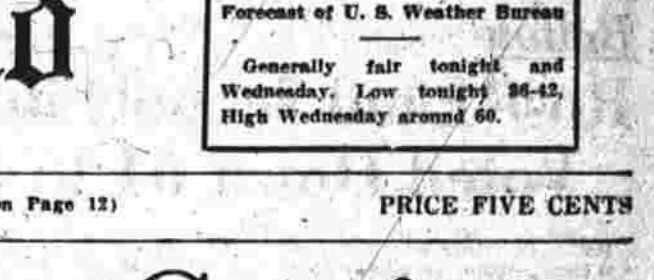 Forecast of U. S. Weather Bureau
Generally fair tonight and
Wednesday. Low tonight 36-42,
High Wednesday around 60.
n Page 12)
PRICE FIVE CENTS